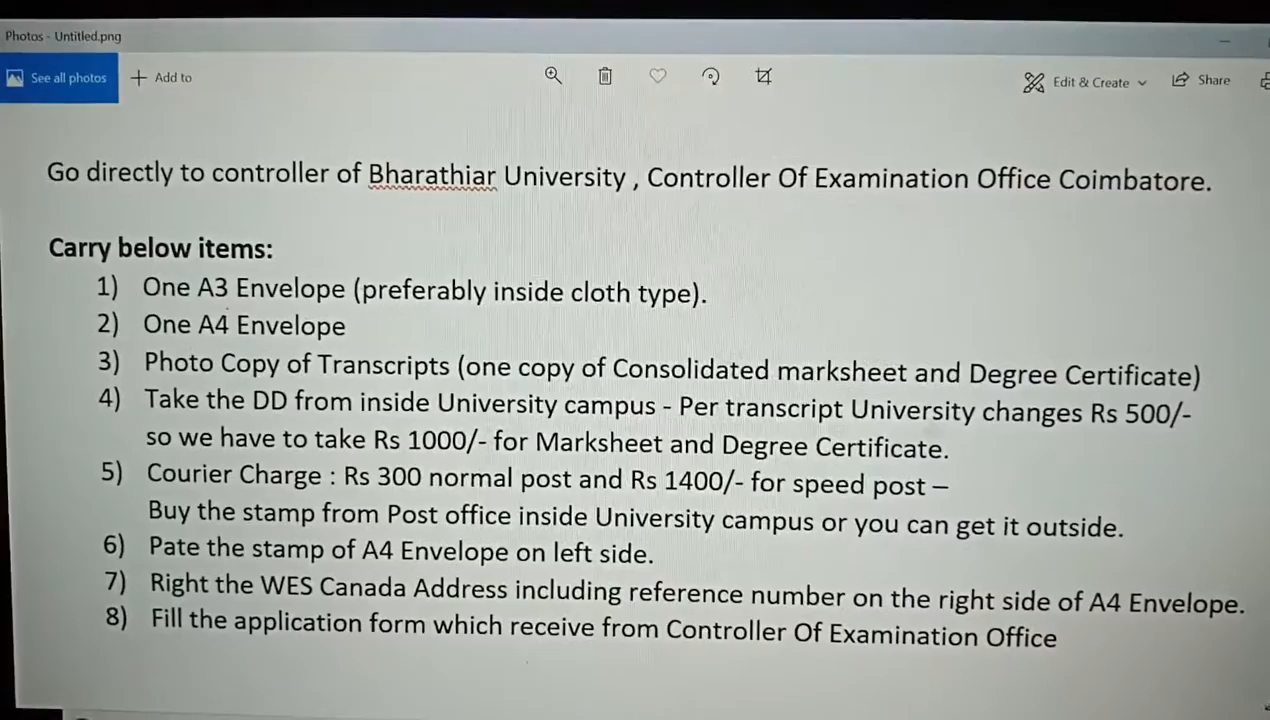 Photos - Untitled.png
See all photos
Add to
Edit & Create
Share
Go directly to controller of Bharathiar University , Controller Of Examination Office Coimbatore.
Carry below items:
1) One A3 Envelope (preferably inside cloth type).
2) One A4 Envelope
3) Photo Copy of Transcripts (one copy of Consolidated marksheet and Degree Certificate)
4) Take the DD from inside University campus - Per transcript University changes Rs 500/-
so we have to take Rs 1000/- for Marksheet and Degree Certificate.
5) Courier Charge : Rs 300 normal post and Rs 1400/- for speed post –
Buy the stamp from Post office inside University campus or you can get it outside.
6) Pate the stamp of A4 Envelope on left side.
7) Right the WES Canada Address including reference number on the right side of A4 Envelope.
8) Fill the application form which receive from Controller Of Examination Office